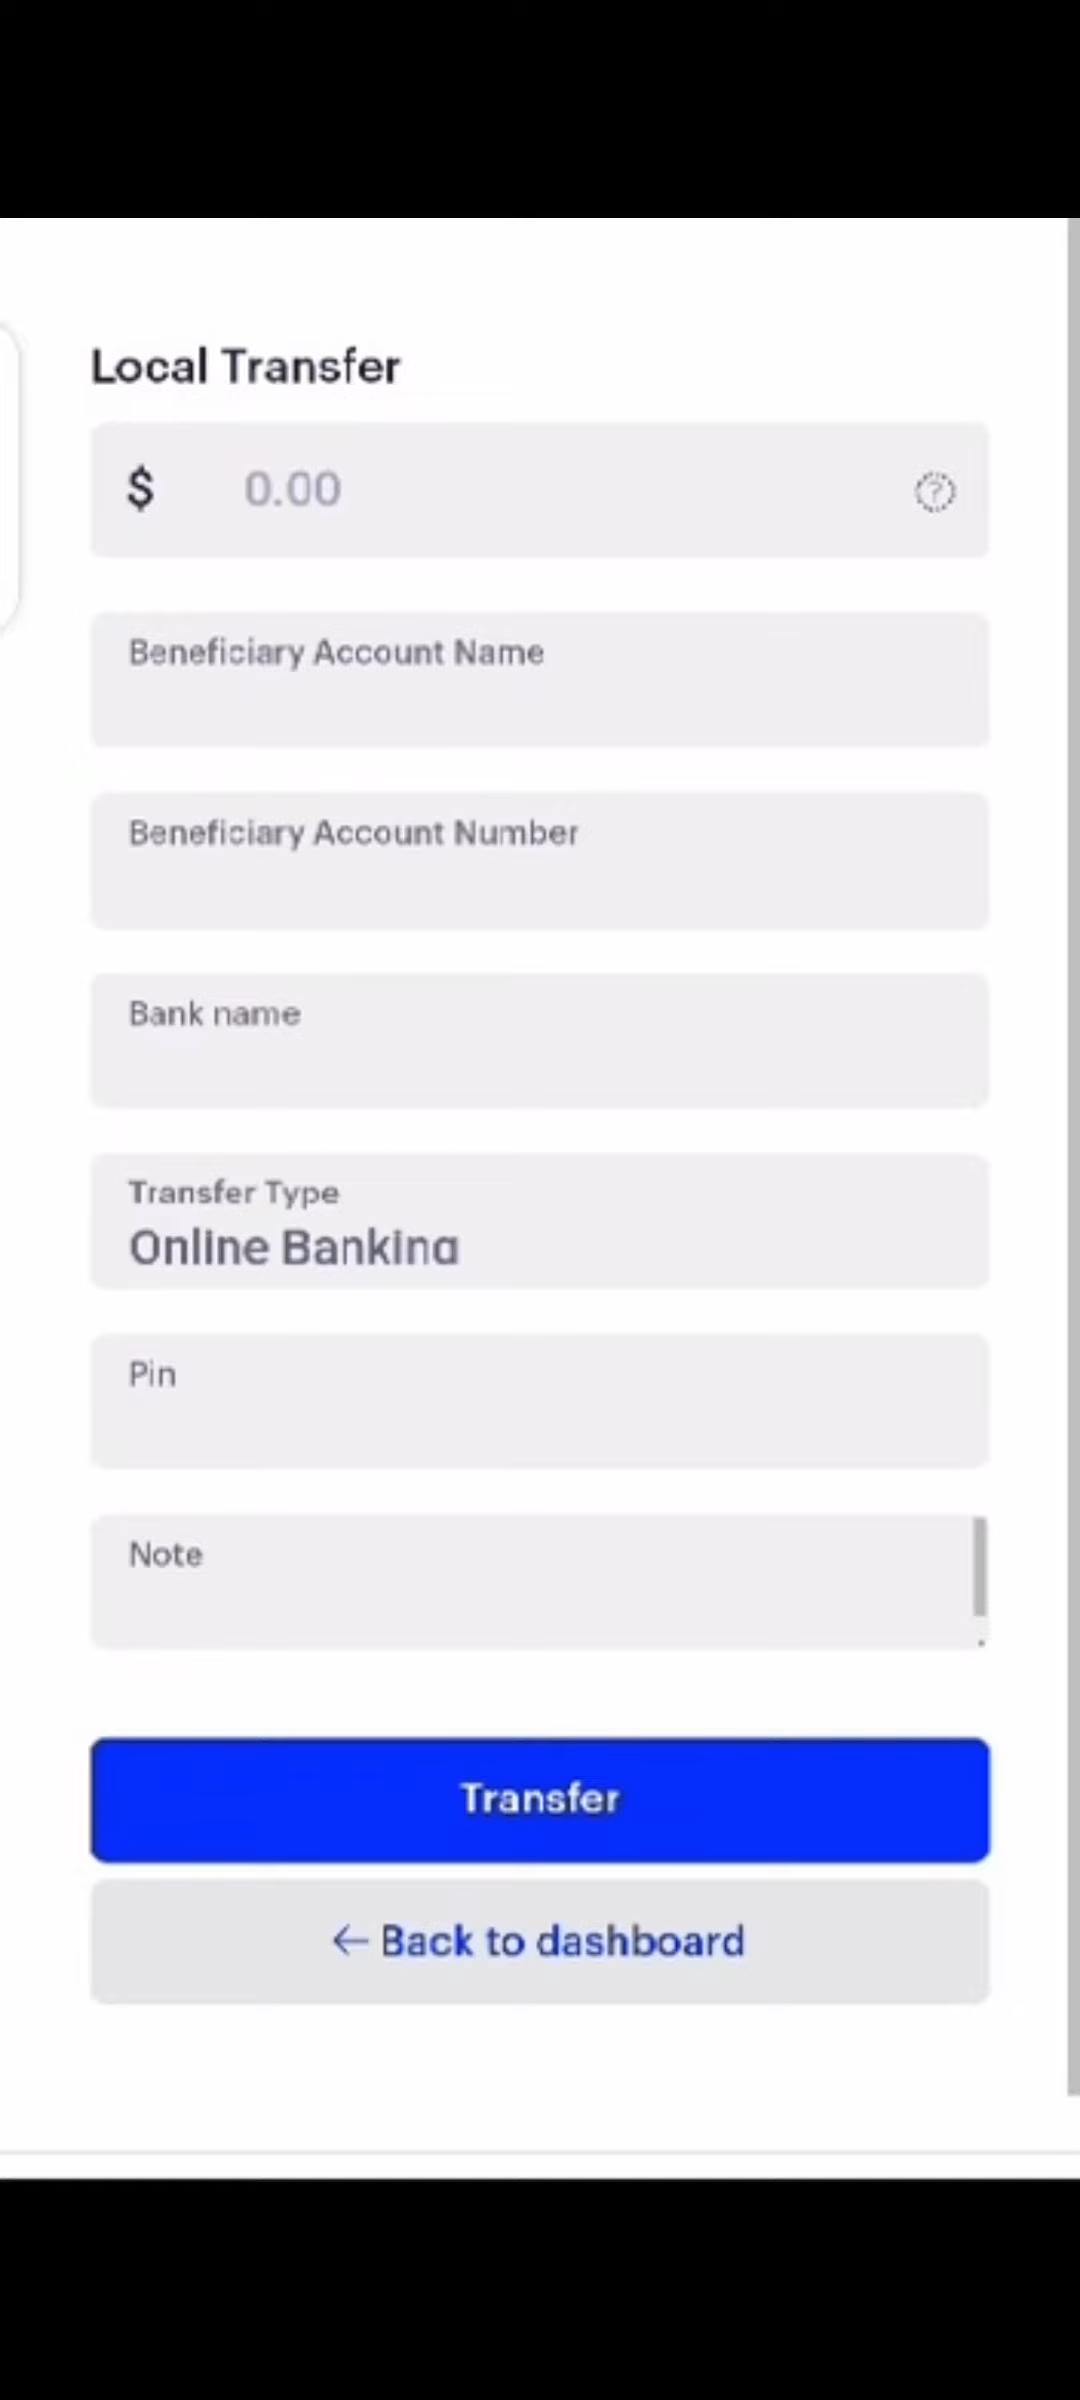 Local Transfer
$ 0.00
Beneficiary Account Name
Beneficiary Account Number
Bank name
Transfer Type
Online Banking
Pin
Note
Transfer
← Back to dashboard